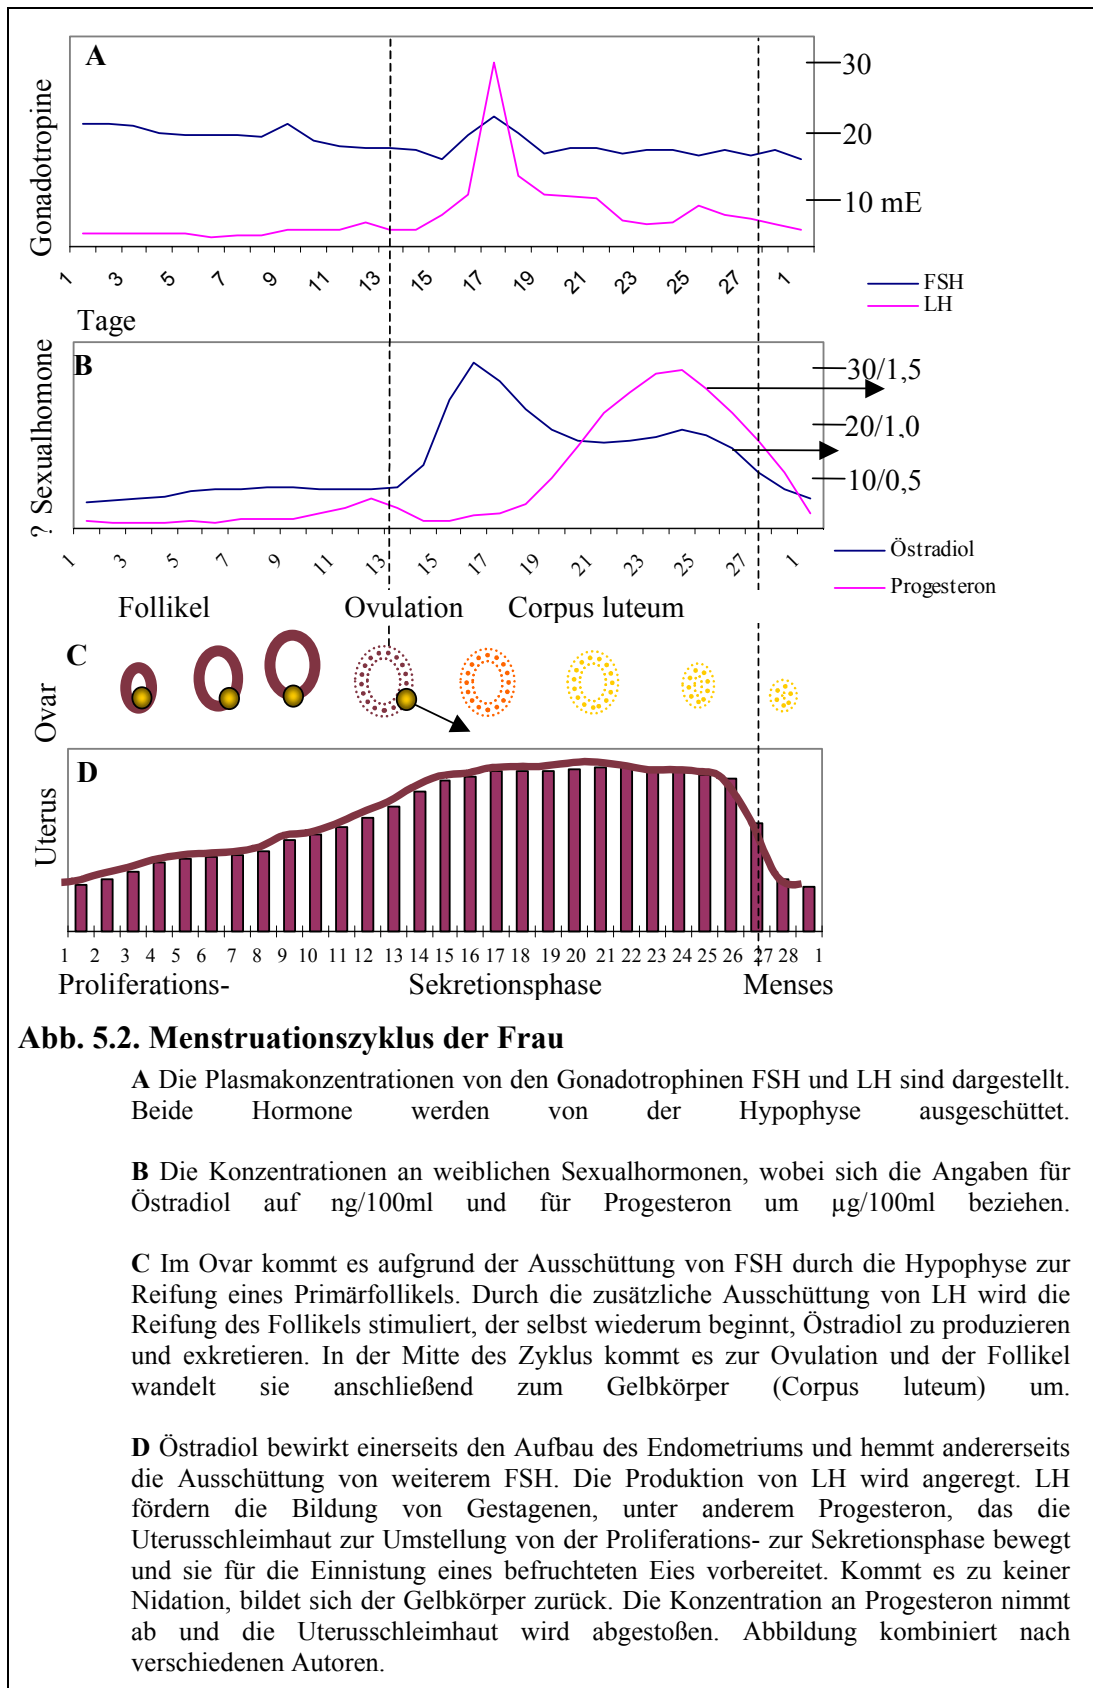 A
30
20
10 mE
Gonadotropine
1 3 5 7 9 11 13 15 17 19 21 23 25 27 1
FSH
LH
Tage
B
30/1,5
20/1,0
10/0,5
? Sexualhomone
1 3 5 7 9 11 13 15 17 19 21 23 25 27 1
Östradiol
Progesteron
Follikel Ovulation Corpus luteum
C
Ovar
D
Uterus
1 2 3 4 5 6 7 8 9 10 11 12 13 14 15 16 17 18 19 20 21 22 23 24 25 26 27 28 1
Proliferations- Sekretionsphase Menses
Abb. 5.2. Menstruationszyklus der Frau
A Die Plasmakonzentrationen von den Gonadotrophinen FSH und LH sind dargestellt.
Beide Hormone werden von der Hypophyse ausgeschüttet.
B Die Konzentrationen an weiblichen Sexualhormonen, wobei sich die Angaben für
Östradiol auf ng/100ml und für Progesteron um µg/100ml beziehen.
C Im Ovar kommt es aufgrund der Ausschüttung von FSH durch die Hypophyse zur
Reifung eines Primärfollikels. Durch die zusätzliche Ausschüttung von LH wird die
Reifung des Follikels stimuliert, der selbst wiederum beginnt, Östradiol zu produzieren
und exkretieren. In der Mitte des Zyklus kommt es zur Ovulation und der Follikel
wandelt sie anschließend zum Gelbkörper (Corpus luteum) um.
D Östradiol bewirkt einerseits den Aufbau des Endometriums und hemmt andererseits
die Ausschüttung von weiterem FSH. Die Produktion von LH wird angeregt. LH
fördern die Bildung von Gestagenen, unter anderem Progesteron, das die
Uterusschleimhaut zur Umstellung von der Proliferations- zur Sekretionsphase bewegt
und sie für die Einnistung eines befruchteten Eies vorbereitet. Kommt es zu keiner
Nidation, bildet sich der Gelbkörper zurück. Die Konzentration an Progesteron nimmt
ab und die Uterusschleimhaut wird abgestoßen. Abbildung kombiniert nach
verschiedenen Autoren.